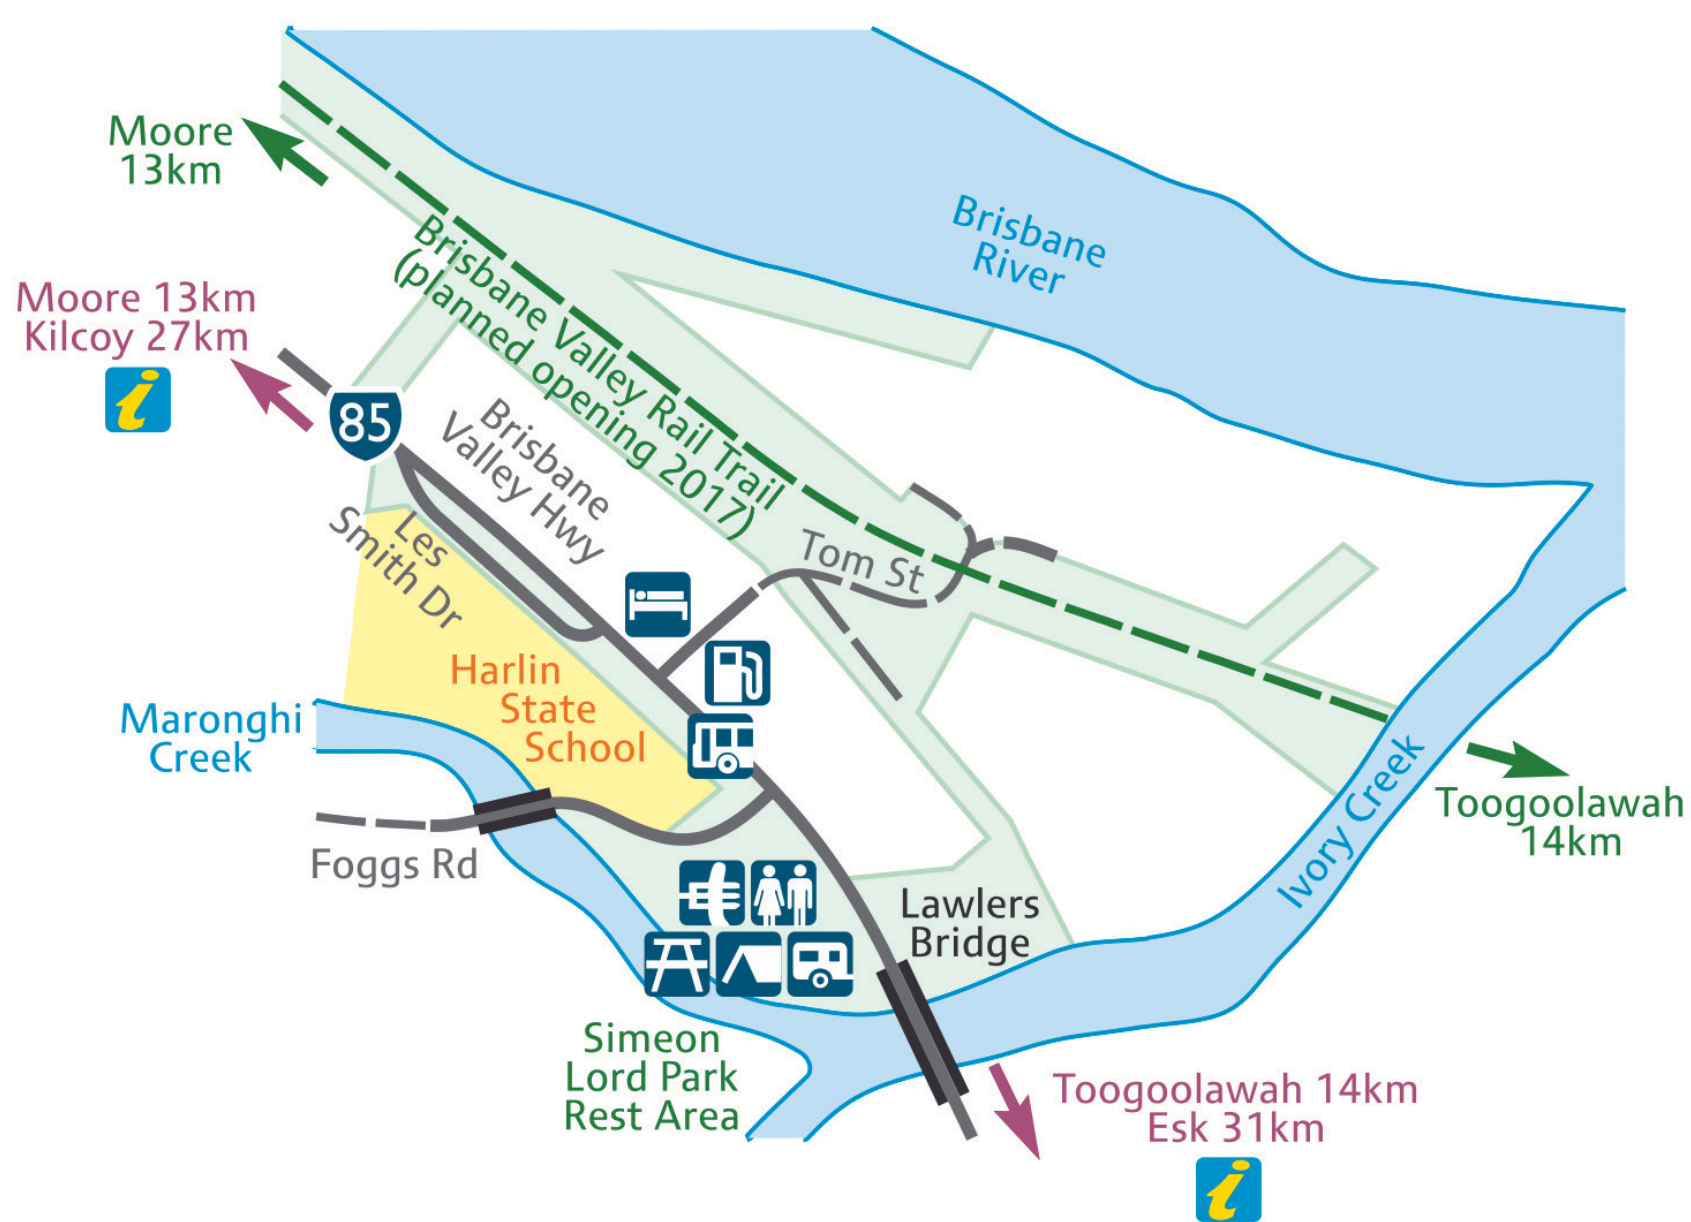 Moore
13km
Brisbane
River
Brisbane Valley Rail Trail
(planned opening 2017)
Moore 13km
Kilcoy 27km
i
85
Brisbane
Valley Hwy
Les
Smith Dr
Tom St
Harlin
State
School
Maronghi
Creek
Foggs Rd
Ivory Creek
Toogoolawah
14km
Lawlers
Bridge
Simeon
Lord Park
Rest Area
Toogoolawah 14km
Esk 31km
i